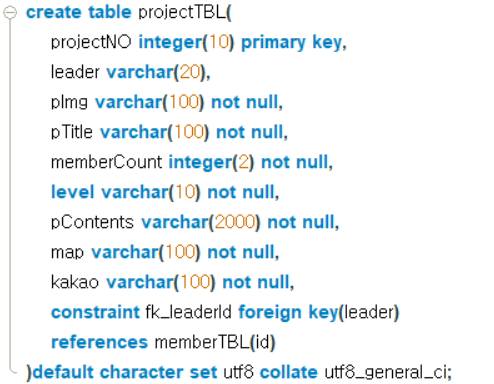 create table projectTBL(
projectNO integer(10) primary key,
leader varchar(20),
pImg varchar(100) not null,
pTitle varchar(100) not null,
memberCount integer(2) not null,
level varchar(10) not null,
pContents varchar(2000) not null,
map varchar(100) not null,
kakao varchar(100) not null,
constraint fk_leaderId foreign key(leader)
references memberTBL(id)
)default character set utf8 collate utf8_general_ci;